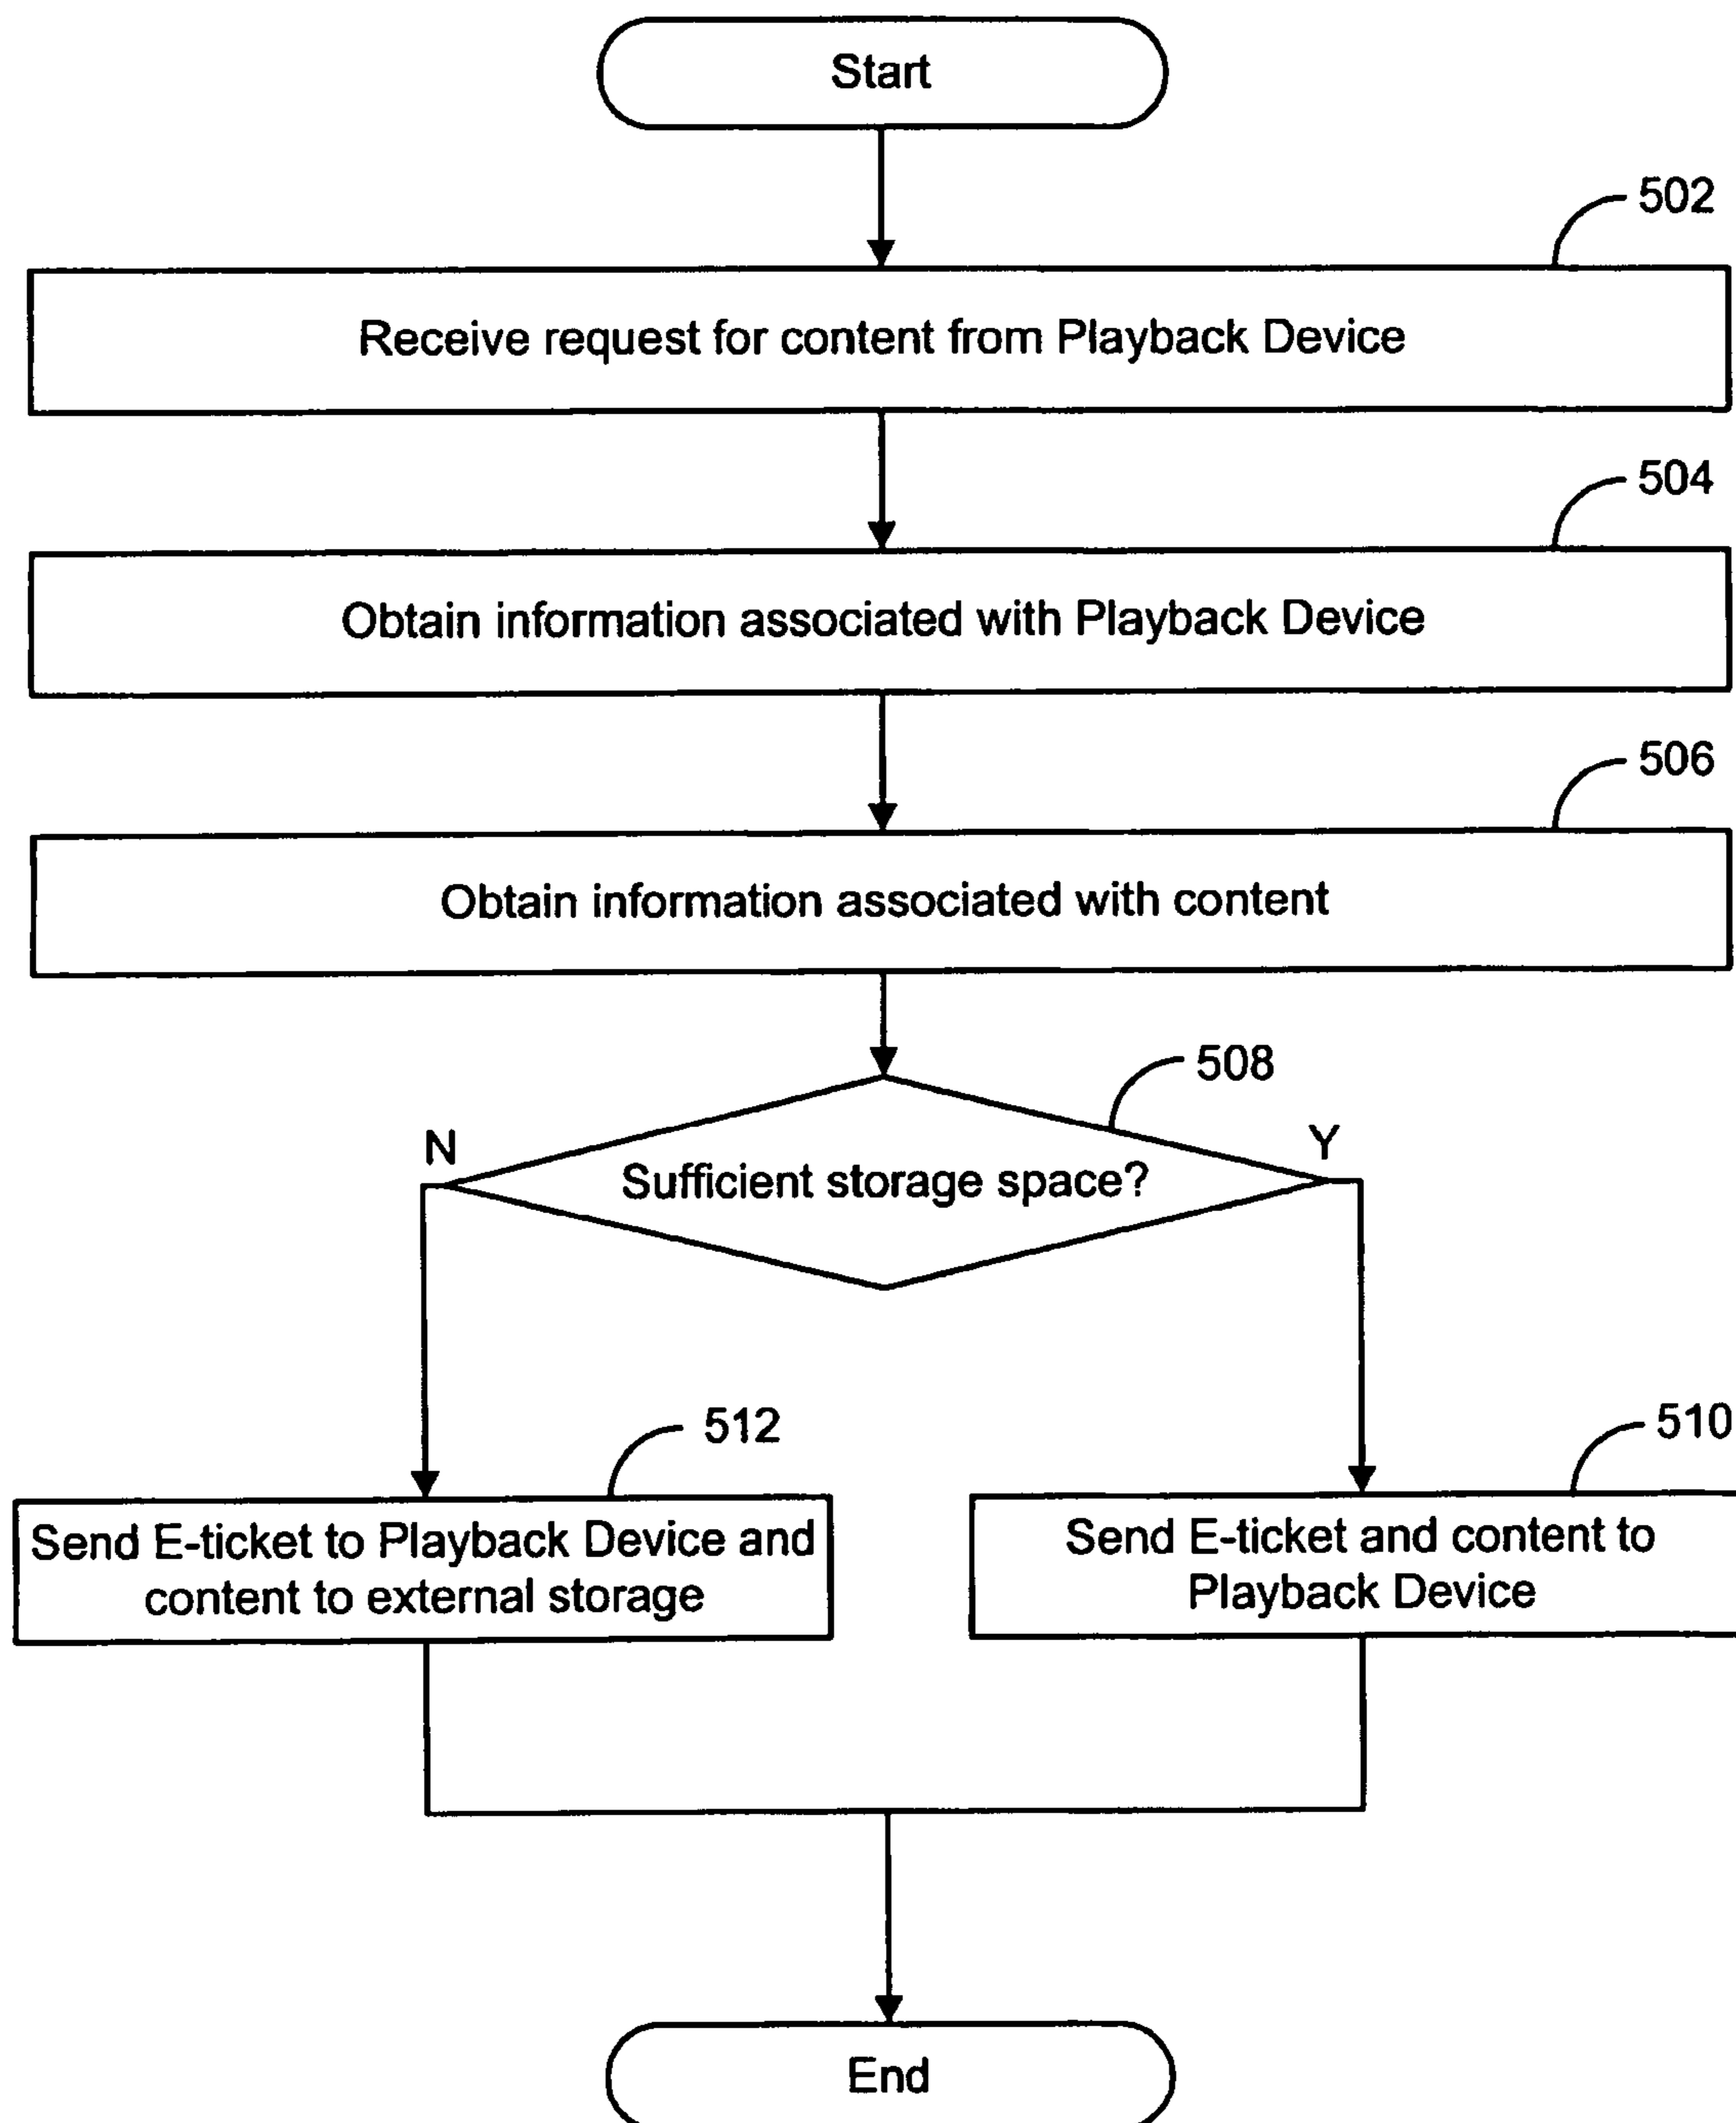 Start
502
Receive request for content from Playback Device
504
Obtain information associated with Playback Device
506
Obtain information associated with content
508
N
Y
Sufficient storage space?
512
510
Send E-ticket to Playback Device and
content to external storage
Send E-ticket and content to
Playback Device
End